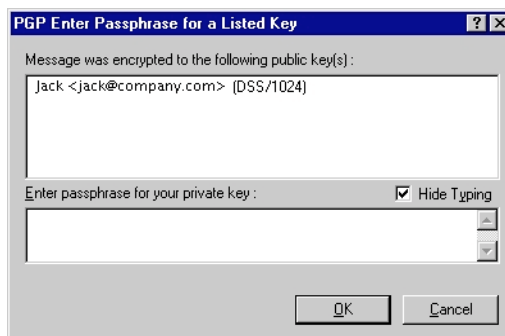 PGP Enter Passphrase for a Listed Key
Message was encrypted to the following public key(s) :
Jack <jack@company.com> (DSS/1024)
Enter passphrase for your private key :
Hide Typing
OK
Cancel